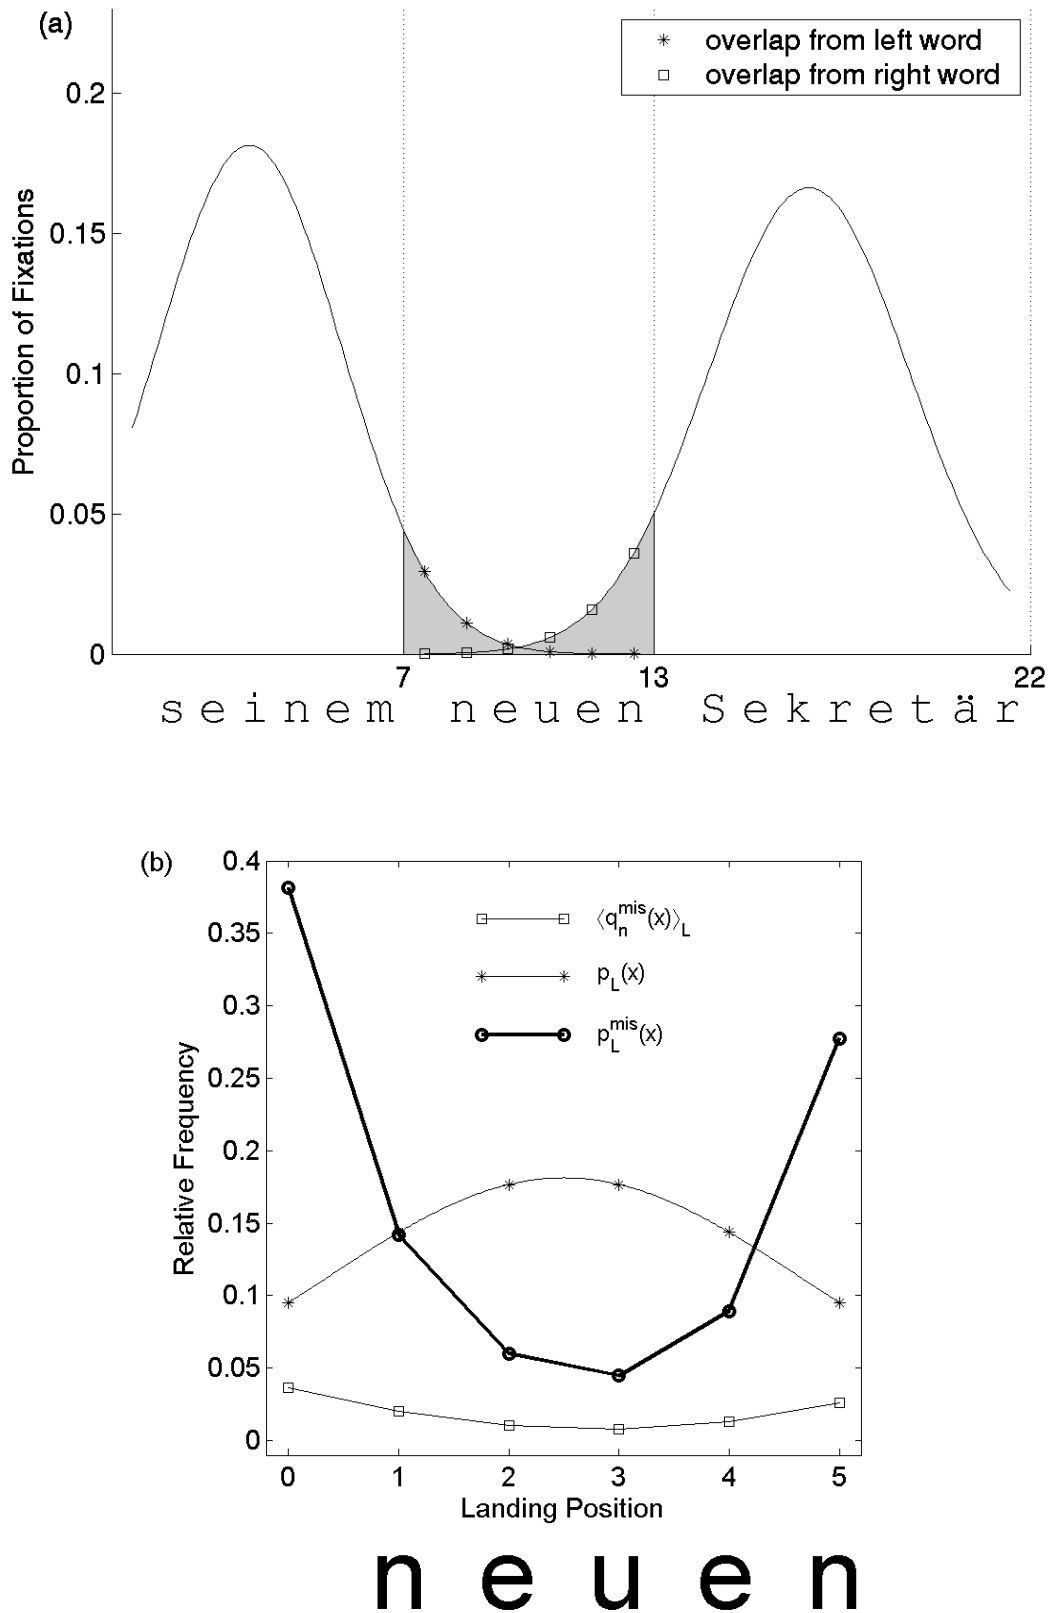 (a)
overlap from left word
overlap from right word
Proportion of Fixations
0.2
0.15
0.1
0.05
0
7 13 22
seinem neuen Sekretär
(b)
⟨q_n^mis(x)⟩_L
p_L(x)
p_L^mis(x)
Relative Frequency
0.4
0.35
0.3
0.25
0.2
0.15
0.1
0.05
0
0 1 2 3 4 5
Landing Position
neuen